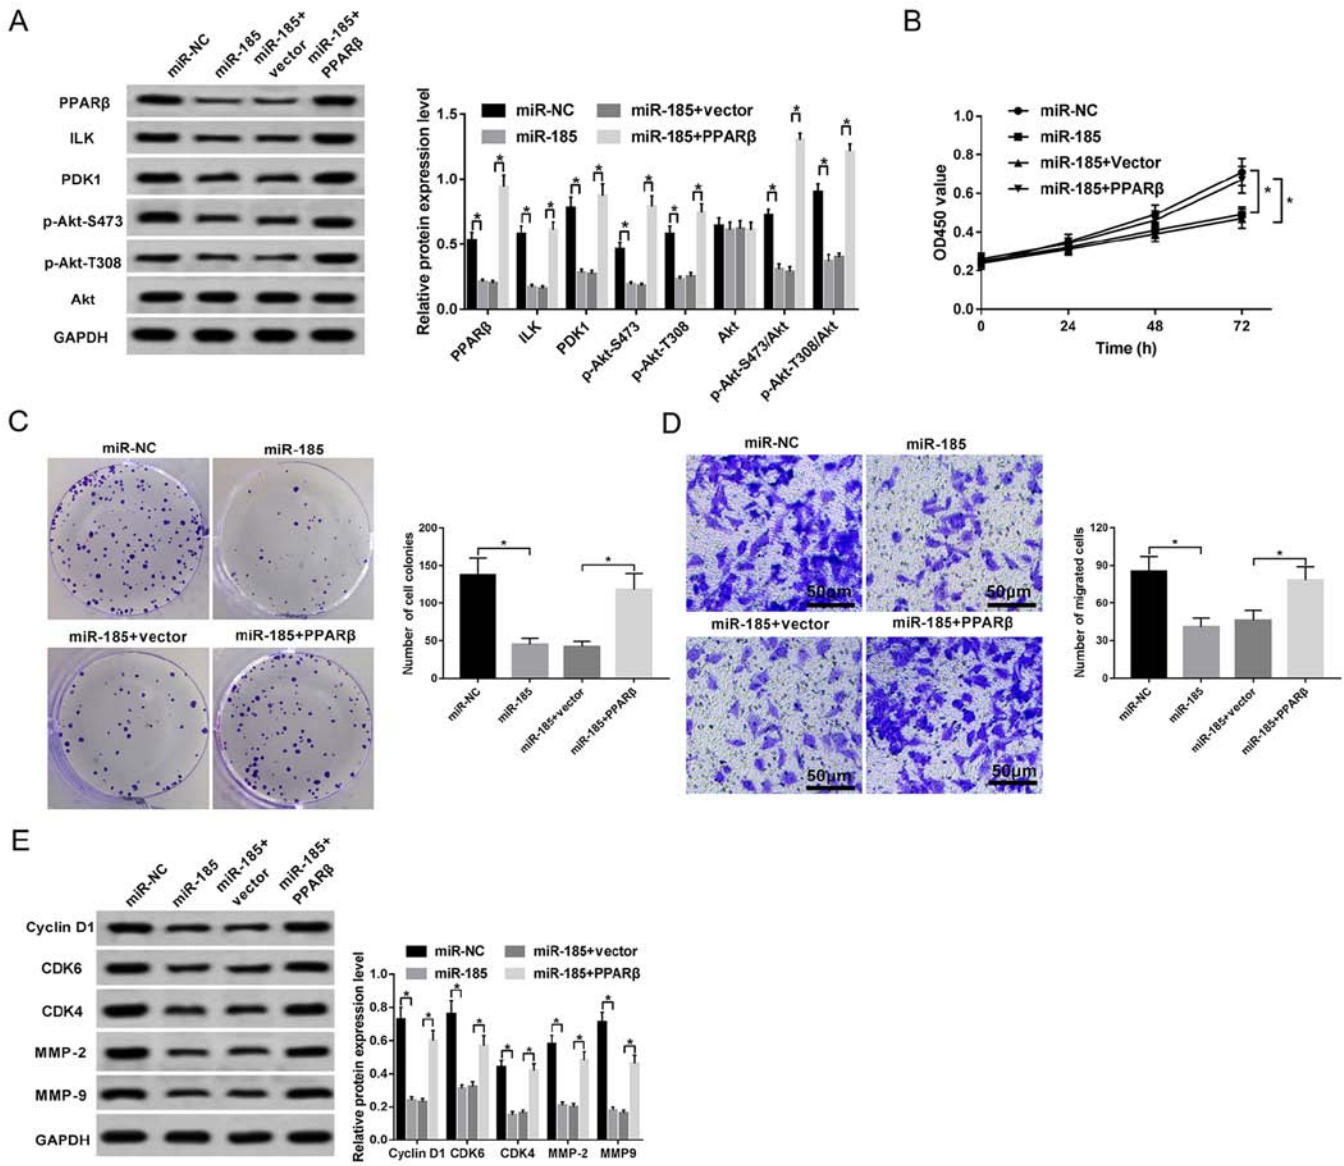 A
miR-NC
miR-185
miR-185+
vector
miR-185+
PPARβ
PPARβ
ILK
PDK1
p-Akt-S473
p-Akt-T308
Akt
GAPDH
Relative protein expression level
1.5
1.0
0.5
0.0
miR-NC
miR-185
miR-185+vector
miR-185+PPARβ
* * * * * * * * * * * * * *
PPARβ
ILK
PDK1
p-Akt-S473
p-Akt-T308
Akt
p-Akt-S473/Akt
p-Akt-T308/Akt
B
OD450 value
1.0
0.8
0.6
0.4
0.2
0.0
miR-NC
miR-185
miR-185+Vector
miR-185+PPARβ
* *
0 24 48 72
Time (h)
C
miR-NC
miR-185
miR-185+vector
miR-185+PPARβ
Number of cell colonies
200
150
100
50
0
* *
miR-NC
miR-185
miR-185+vector
miR-185+PPARβ
D
miR-NC
miR-185
50μm
50μm
miR-185+vector
miR-185+PPARβ
50μm
50μm
Number of migrated cells
120
90
60
30
0
* *
miR-NC
miR-185
miR-185+vector
miR-185+PPARβ
E
miR-NC
miR-185
miR-185+
vector
miR-185+
PPARβ
Cyclin D1
CDK6
CDK4
MMP-2
MMP-9
GAPDH
Relative protein expression level
1.0
0.8
0.6
0.4
0.2
0.0
miR-NC
miR-185
miR-185+vector
miR-185+PPARβ
* * * * * * * * * *
Cyclin D1 CDK6 CDK4 MMP-2 MMP9